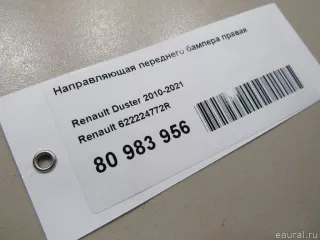 Направляющая переднего бампера правая
Renault Duster 2010-2021
Renault 622224772R
80 983 956
eaural.ru